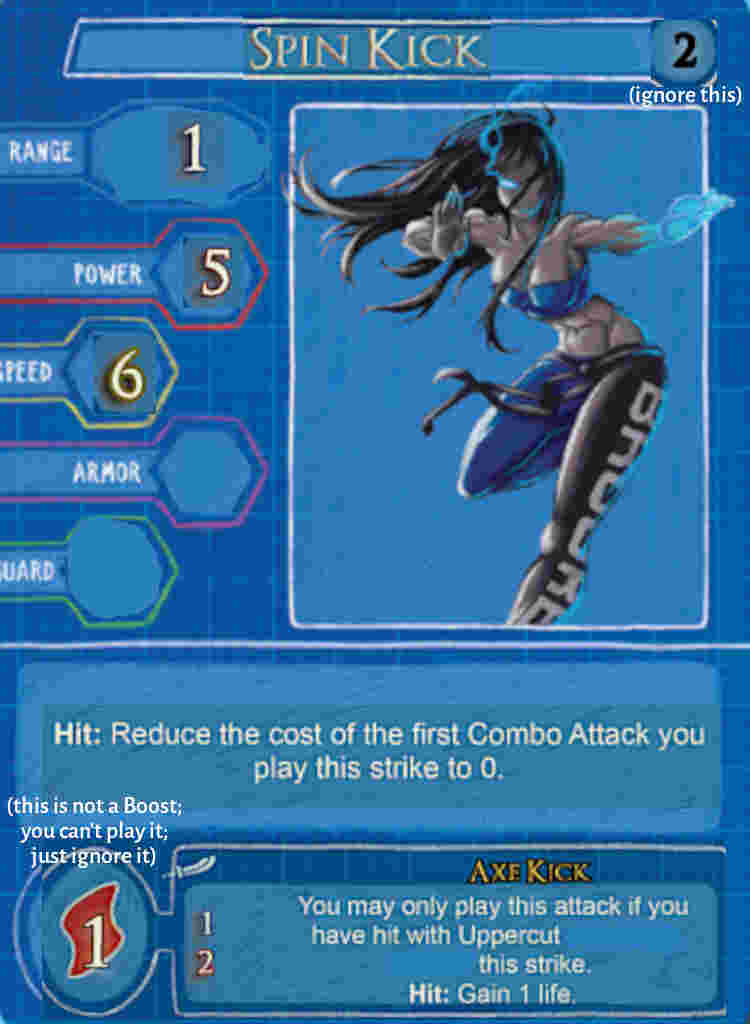 SPIN KICK
2
(ignore this)
RANGE
1
POWER
5
SPEED
6
ARMOR
GUARD
Hit: Reduce the cost of the first Combo Attack you
play this strike to 0.
(this is not a Boost;
you can't play it;
just ignore it)
AXE KICK
1
1
2
You may only play this attack if you
have hit with Uppercut
this strike.
Hit: Gain 1 life.